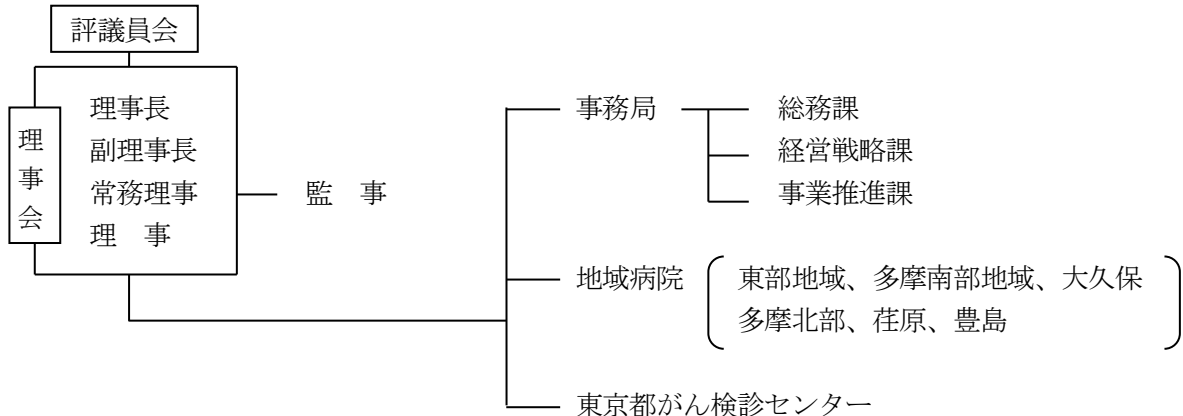 評議員会
理事会
理事長
副理事長
常務理事
理　事
監　事
事務局
総務課
経営戦略課
事業推進課
地域病院
東部地域、多摩南部地域、大久保
多摩北部、荏原、豊島
東京都がん検診センター